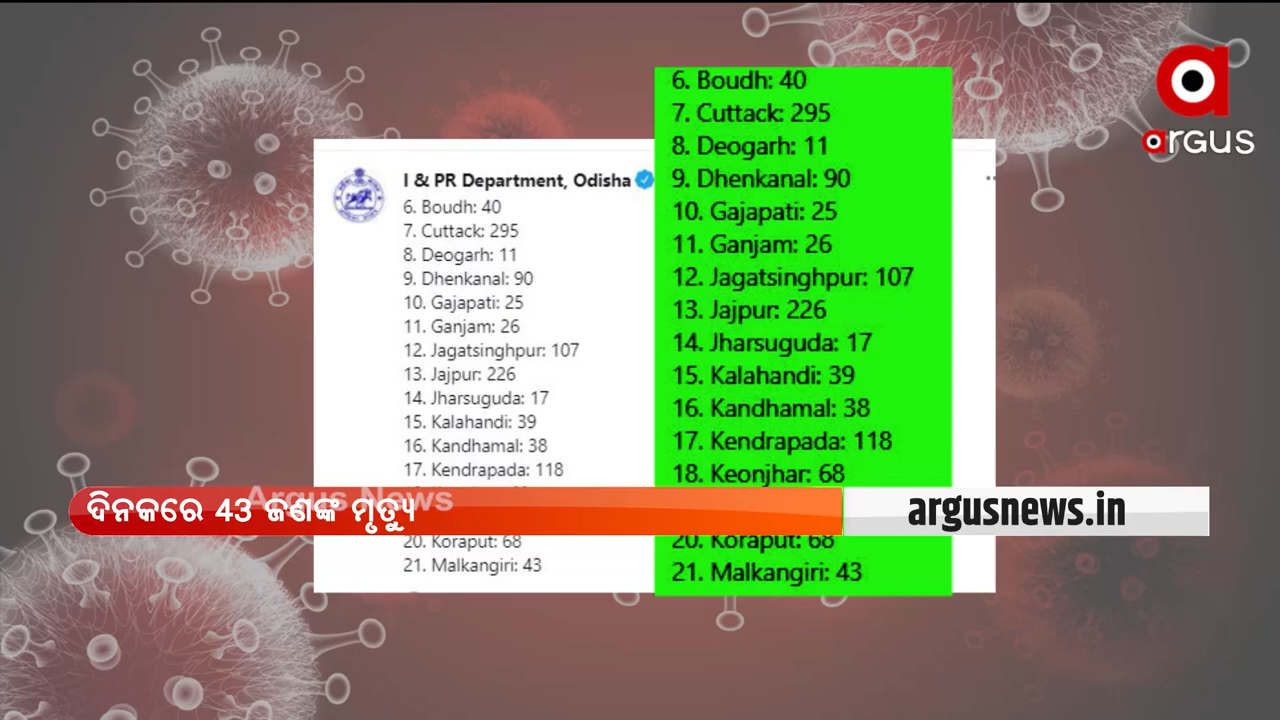 argus
I & PR Department, Odisha
6. Boudh: 40
7. Cuttack: 295
8. Deogarh: 11
9. Dhenkanal: 90
10. Gajapati: 25
11. Ganjam: 26
12. Jagatsinghpur: 107
13. Jajpur: 226
14. Jharsuguda: 17
15. Kalahandi: 39
16. Kandhamal: 38
17. Kendrapada: 118
20. Koraput: 68
21. Malkangiri: 43
6. Boudh: 40
7. Cuttack: 295
8. Deogarh: 11
9. Dhenkanal: 90
10. Gajapati: 25
11. Ganjam: 26
12. Jagatsinghpur: 107
13. Jajpur: 226
14. Jharsuguda: 17
15. Kalahandi: 39
16. Kandhamal: 38
17. Kendrapada: 118
18. Keonjhar: 68
20. Koraput: 68
21. Malkangiri: 43
Argus News
ଦିନକରେ 43 ଜଣଙ୍କ ମୃତ୍ୟୁ
argusnews.in